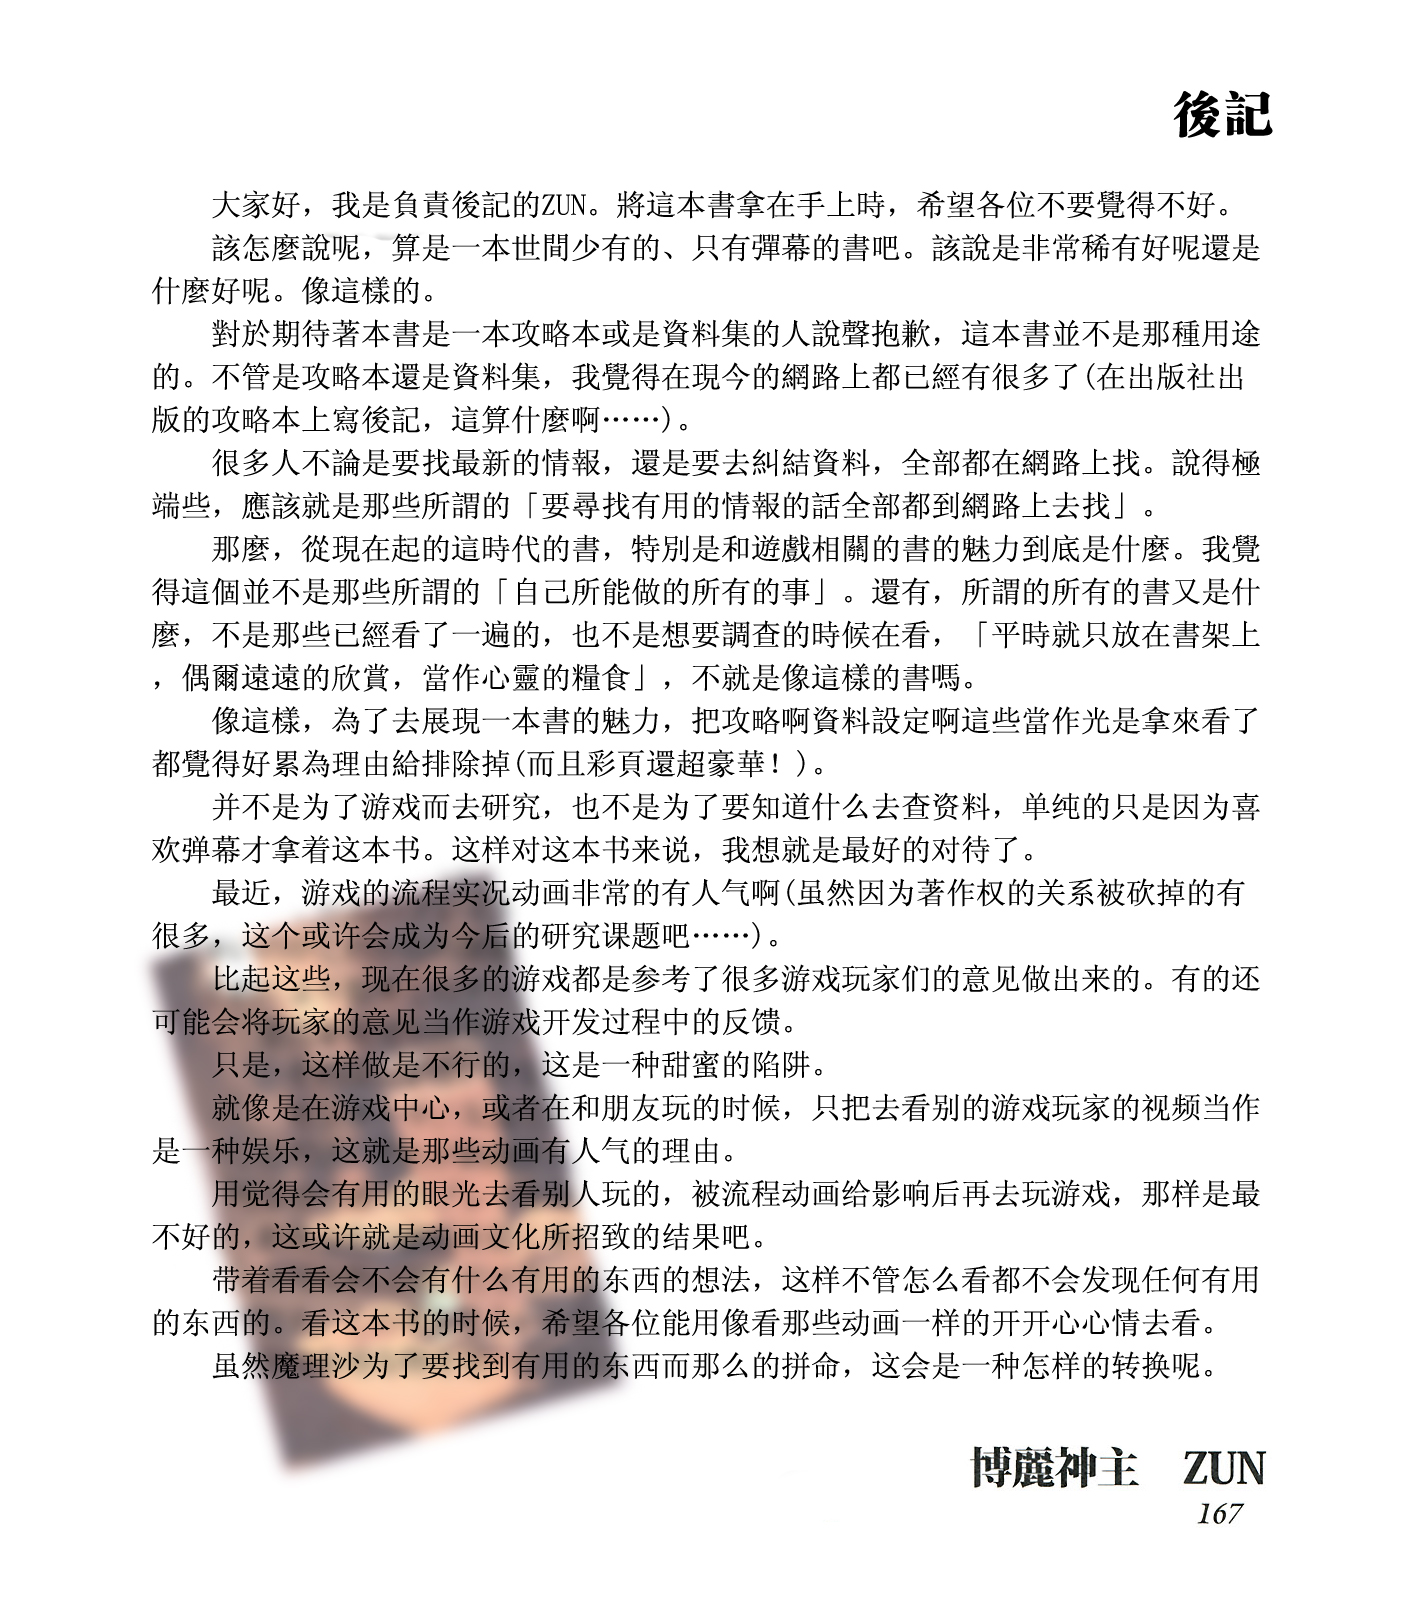 後記
大家好，我是負責後記的ZUN。將這本書拿在手上時，希望各位不要覺得不好。
該怎麼說呢，算是一本世間少有的、只有彈幕的書吧。該說是非常稀有好呢還是
什麼好呢。像這樣的。
對於期待著本書是一本攻略本或是資料集的人說聲抱歉，這本書並不是那種用途
的。不管是攻略本還是資料集，我覺得在現今的網路上都已經有很多了(在出版社出
版的攻略本上寫後記，這算什麼啊……)。
很多人不論是要找最新的情報，還是要去糾結資料，全部都在網路上找。說得極
端些，應該就是那些所謂的「要尋找有用的情報的話全部都到網路上去找」。
那麼，從現在起的這時代的書，特別是和遊戲相關的書的魅力到底是什麼。我覺
得這個並不是那些所謂的「自己所能做的所有的事」。還有，所謂的所有的書又是什
麼，不是那些已經看了一遍的，也不是想要調查的時候在看，「平時就只放在書架上
，偶爾遠遠的欣賞，當作心靈的糧食」，不就是像這樣的書嗎。
像這樣，為了去展現一本書的魅力，把攻略啊資料設定啊這些當作光是拿來看了
都覺得好累為理由給排除掉(而且彩頁還超豪華！)。
并不是为了游戏而去研究，也不是为了要知道什么去查资料，单纯的只是因为喜
欢弹幕才拿着这本书。这样对这本书来说，我想就是最好的对待了。
最近，游戏的流程实况动画非常的有人气啊(虽然因为著作权的关系被砍掉的有
很多，这个或许会成为今后的研究课题吧……)。
比起这些，现在很多的游戏都是参考了很多游戏玩家们的意见做出来的。有的还
可能会将玩家的意见当作游戏开发过程中的反馈。
只是，这样做是不行的，这是一种甜蜜的陷阱。
就像是在游戏中心，或者在和朋友玩的时候，只把去看别的游戏玩家的视频当作
是一种娱乐，这就是那些动画有人气的理由。
用觉得会有用的眼光去看别人玩的，被流程动画给影响后再去玩游戏，那样是最
不好的，这或许就是动画文化所招致的结果吧。
带着看看会不会有什么有用的东西的想法，这样不管怎么看都不会发现任何有用
的东西的。看这本书的时候，希望各位能用像看那些动画一样的开开心心情去看。
虽然魔理沙为了要找到有用的东西而那么的拼命，这会是一种怎样的转换呢。
博麗神主　ZUN
167